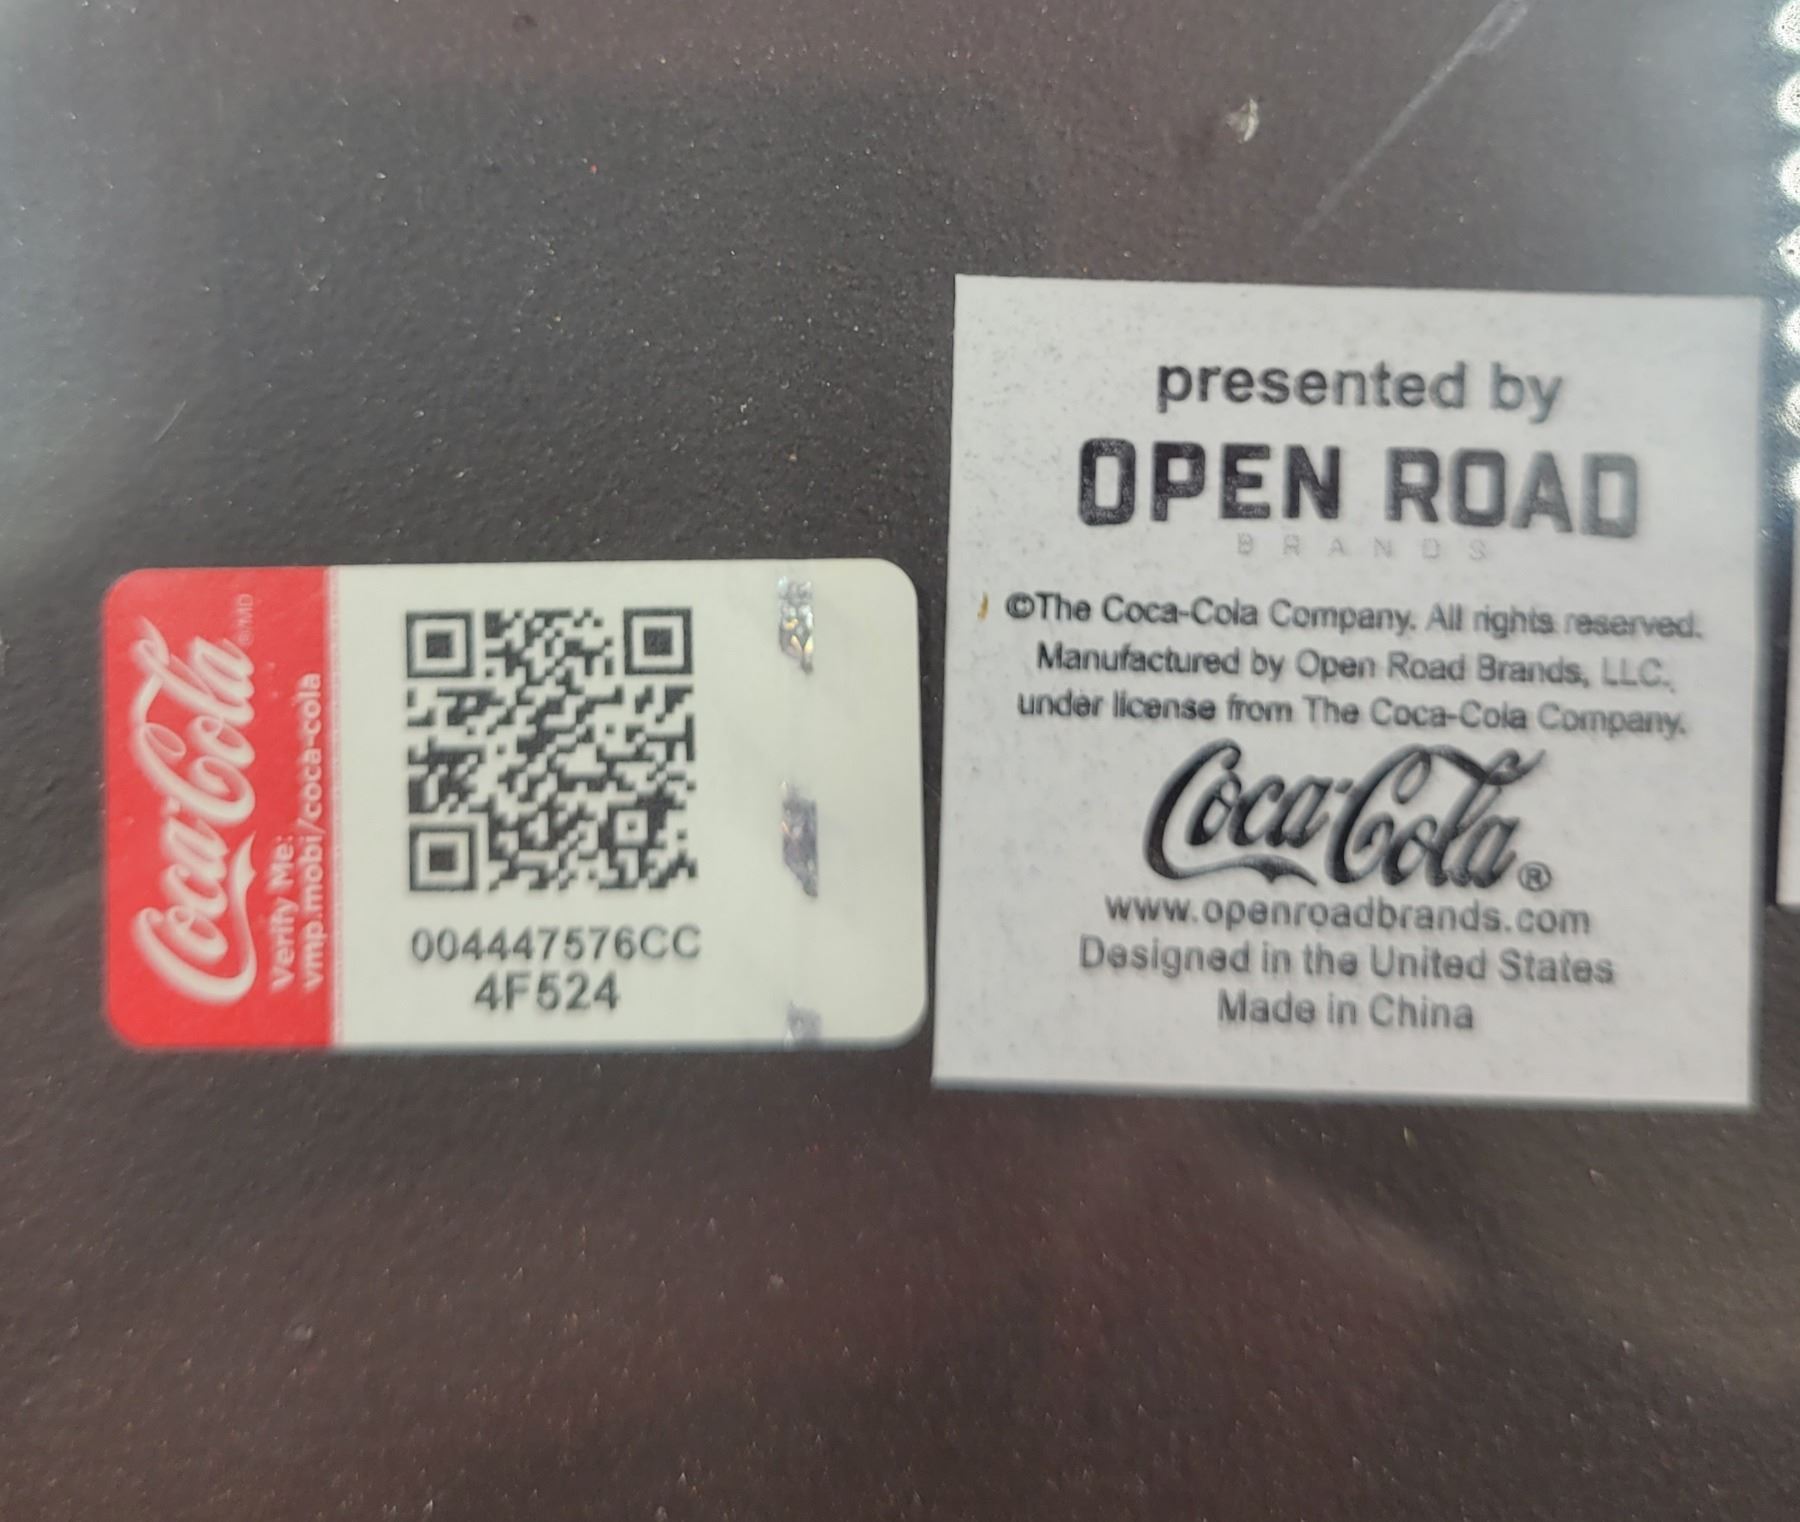 Coca-Cola ®/MD
Verify Me:
vmp.mobi/coca-cola
004447576CC
4F524
presented by
OPEN ROAD
BRANDS
©The Coca-Cola Company. All rights reserved.
Manufactured by Open Road Brands, LLC.,
under license from The Coca-Cola Company.
Coca-Cola®
www.openroadbrands.com
Designed in the United States
Made in China